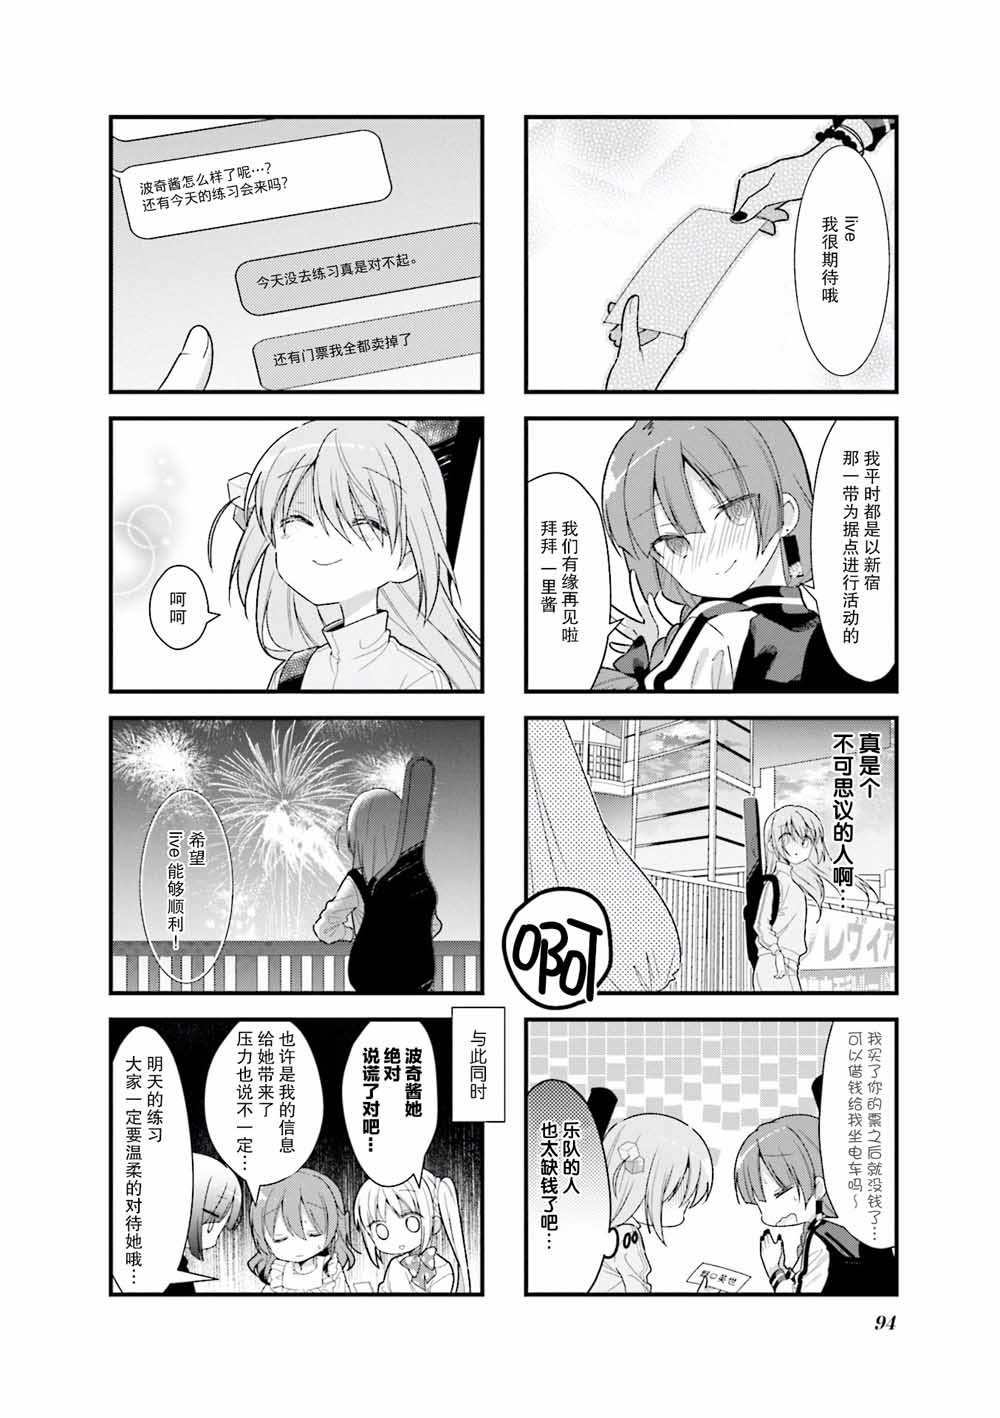 live
我很期待哦
我平时都是以新宿
那一带为据点进行活动的
我们有缘再见啦
拜拜 一里酱
真是个
不可思议的人啊…
レヴィア
我买了你的票之后就没钱了…
可以借钱给我坐电车吗~
乐队的人
也太缺钱了吧…
波奇酱怎么样了呢…?
还有今天的练习会来吗?
今天没去练习真是对不起。
还有门票我全都卖掉了
呵
呵
希望
live 能够顺利!
与此同时
波奇酱她
绝对
说谎了对吧…
也许是我的信息
给她带来了
压力也说不一定…
明天的练习
大家一定要温柔的对待她哦…
94